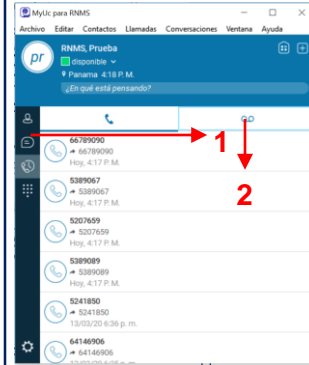 MyUc para RNMS
Archivo Editar Contactos Llamadas Conversaciones Ventana Ayuda
pr
RNMS, Prueba
disponible
Panama 4:18 P. M.
¿En qué está pensando?
1
2
66789090
66789090
Hoy, 4:17 P. M.
5389067
5389067
Hoy, 4:17 P. M.
5207659
5207659
Hoy, 4:17 P. M.
5389089
5389089
Hoy, 4:17 P. M.
5241850
5241850
13/03/20 6:36 p. m.
64146906
64146906